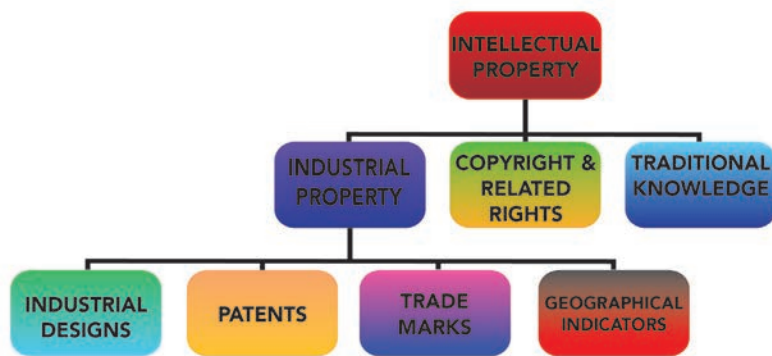 INTELLECTUAL
PROPERTY
INDUSTRIAL
PROPERTY
COPYRIGHT &
RELATED
RIGHTS
TRADITIONAL
KNOWLEDGE
INDUSTRIAL
DESIGNS
PATENTS
TRADE
MARKS
GEOGRAPHICAL
INDICATORS